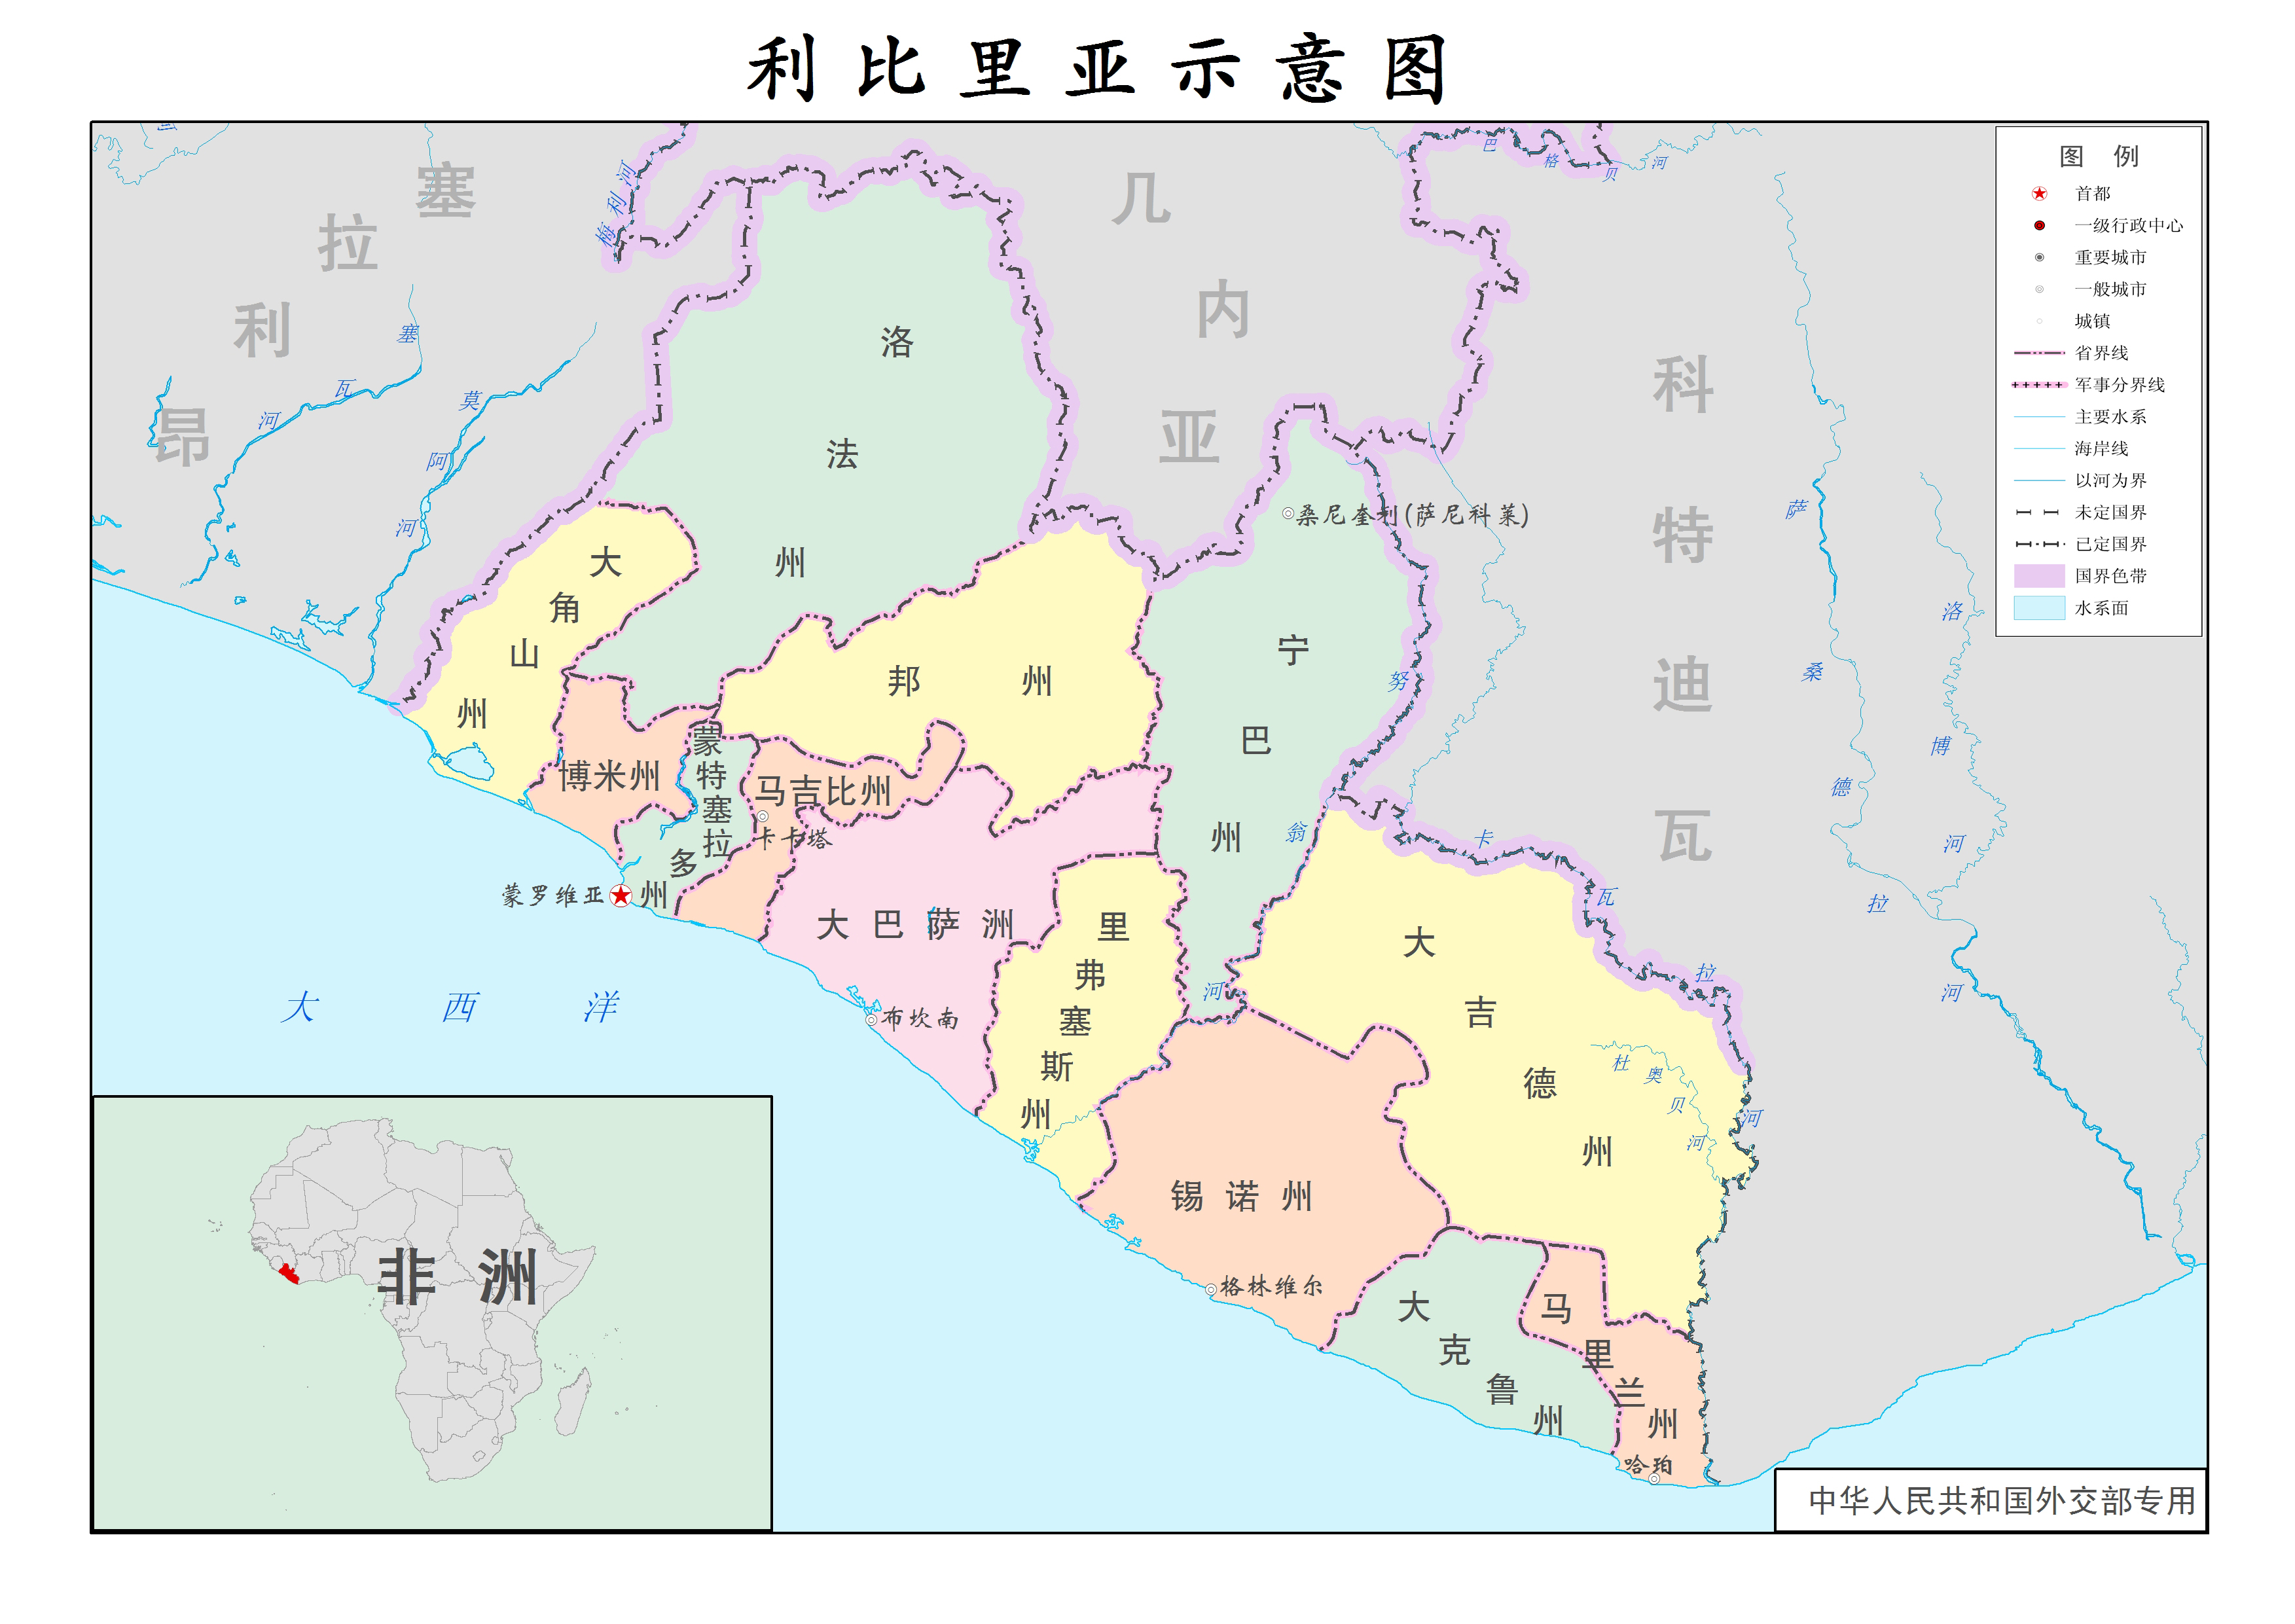 利比里亚示意图
塞拉利昂
几内亚
科特迪瓦
梅利河
巴格贝河
塞瓦河
莫阿河
萨桑德拉河
洛博河
努
翁
河
卡瓦拉河
杜奥贝河
洛法州
大角山州
邦州
宁巴州
博米州
蒙特塞拉多州
马吉比州
大巴萨洲
里弗塞斯州
大吉德州
锡诺州
大克鲁州
马里兰州
桑尼奎利(萨尼科莱)
卡卡塔
蒙罗维亚
布坎南
格林维尔
哈珀
大西洋
非洲
图例
首都
一级行政中心
重要城市
一般城市
城镇
省界线
军事分界线
主要水系
海岸线
以河为界
未定国界
已定国界
国界色带
水系面
中华人民共和国外交部专用